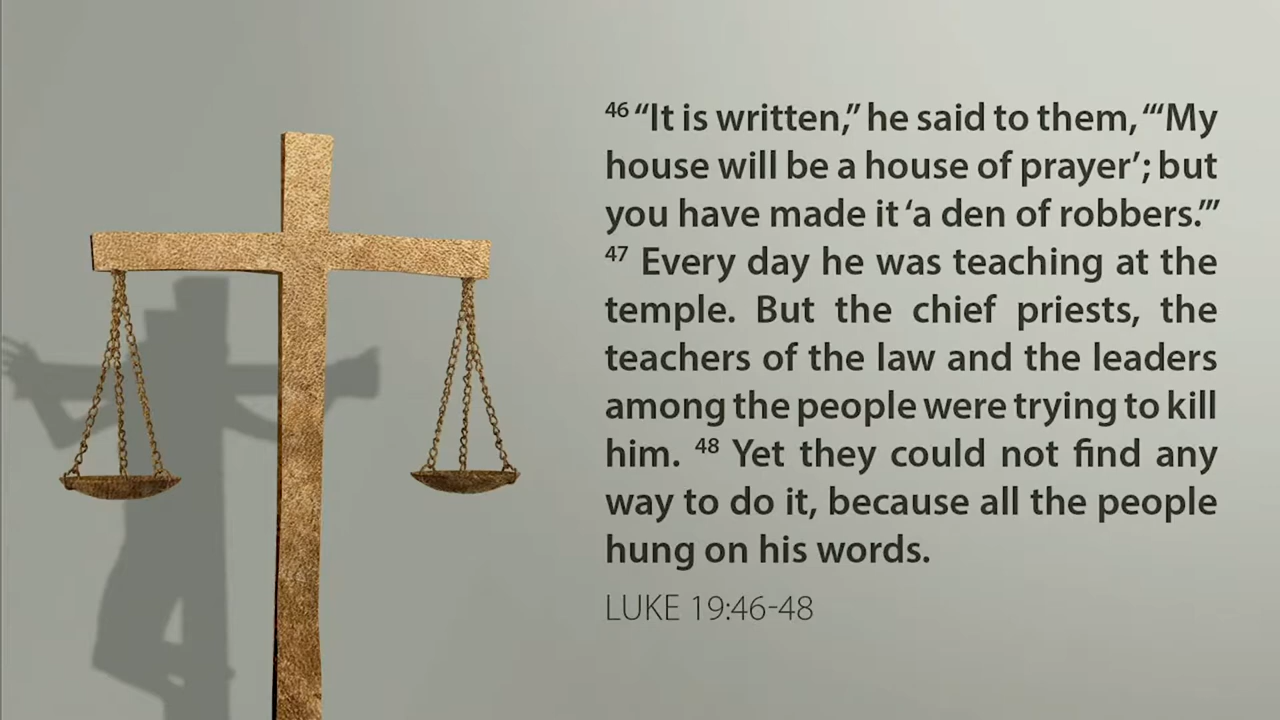 46 “It is written,” he said to them, “‘My
house will be a house of prayer’; but
you have made it ‘a den of robbers.’”
47 Every day he was teaching at the
temple. But the chief priests, the
teachers of the law and the leaders
among the people were trying to kill
him. 48 Yet they could not find any
way to do it, because all the people
hung on his words.
LUKE 19:46-48